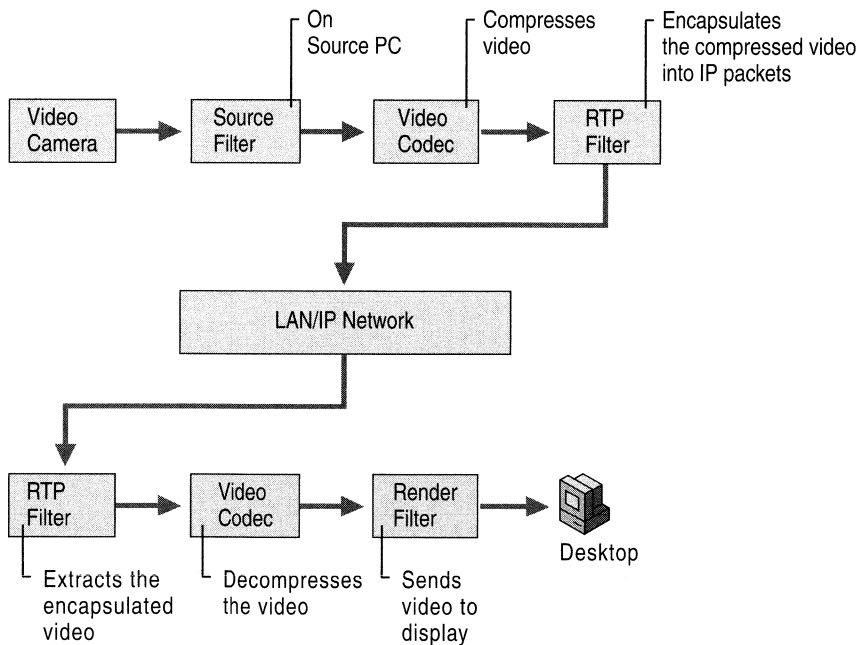 On
Source PC
Compresses
video
Encapsulates
the compressed video
into IP packets
Video
Camera
Source
Filter
Video
Codec
RTP
Filter
LAN/IP Network
RTP
Filter
Video
Codec
Render
Filter
Desktop
Extracts the
encapsulated
video
Decompresses
the video
Sends
video to
display